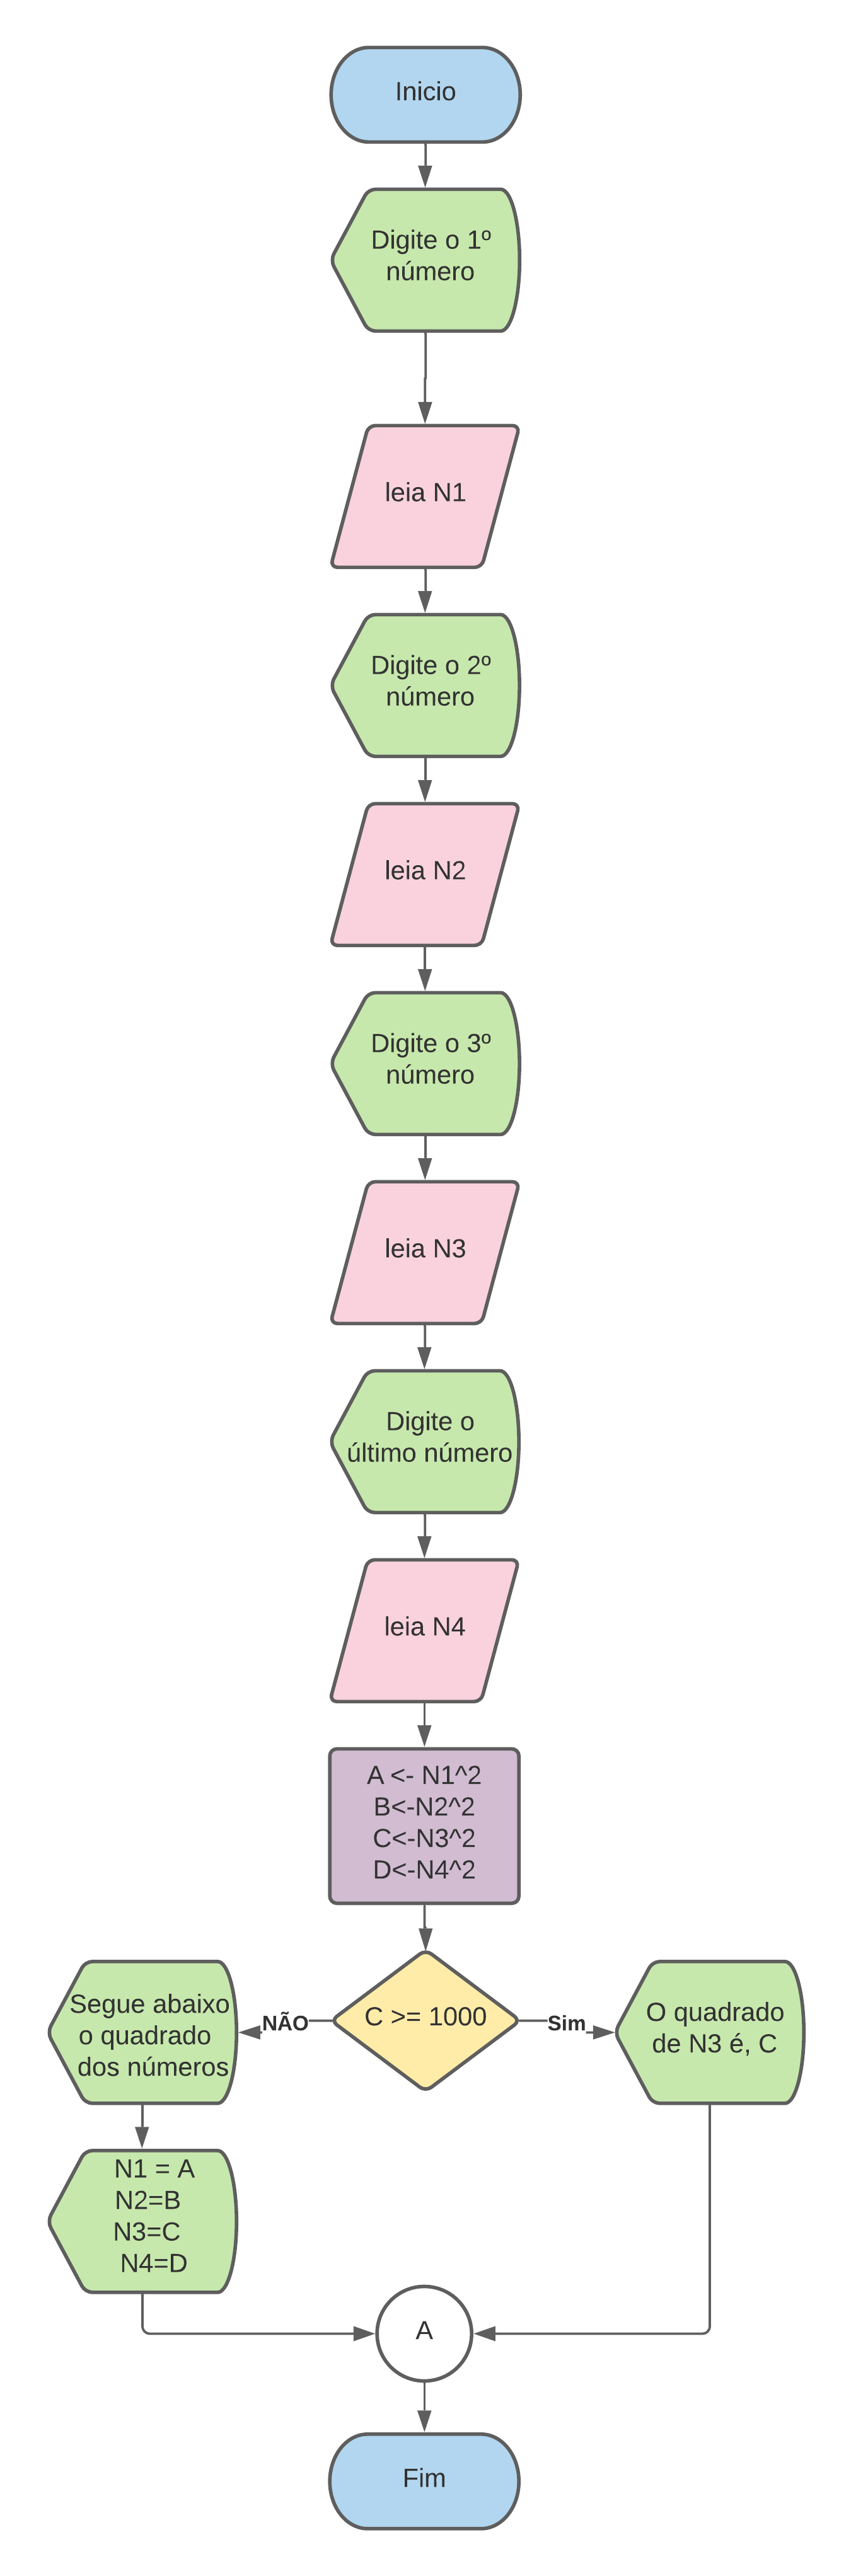 Inicio
Digite o 1º
número
leia N1
Digite o 2º
número
leia N2
Digite o 3º
número
leia N3
Digite o
último número
leia N4
A <- N1^2
B<-N2^2
C<-N3^2
D<-N4^2
C >= 1000
NÃO
Sim
Segue abaixo
o quadrado
dos números
O quadrado
de N3 é, C
N1 = A
N2=B
N3=C
N4=D
A
Fim